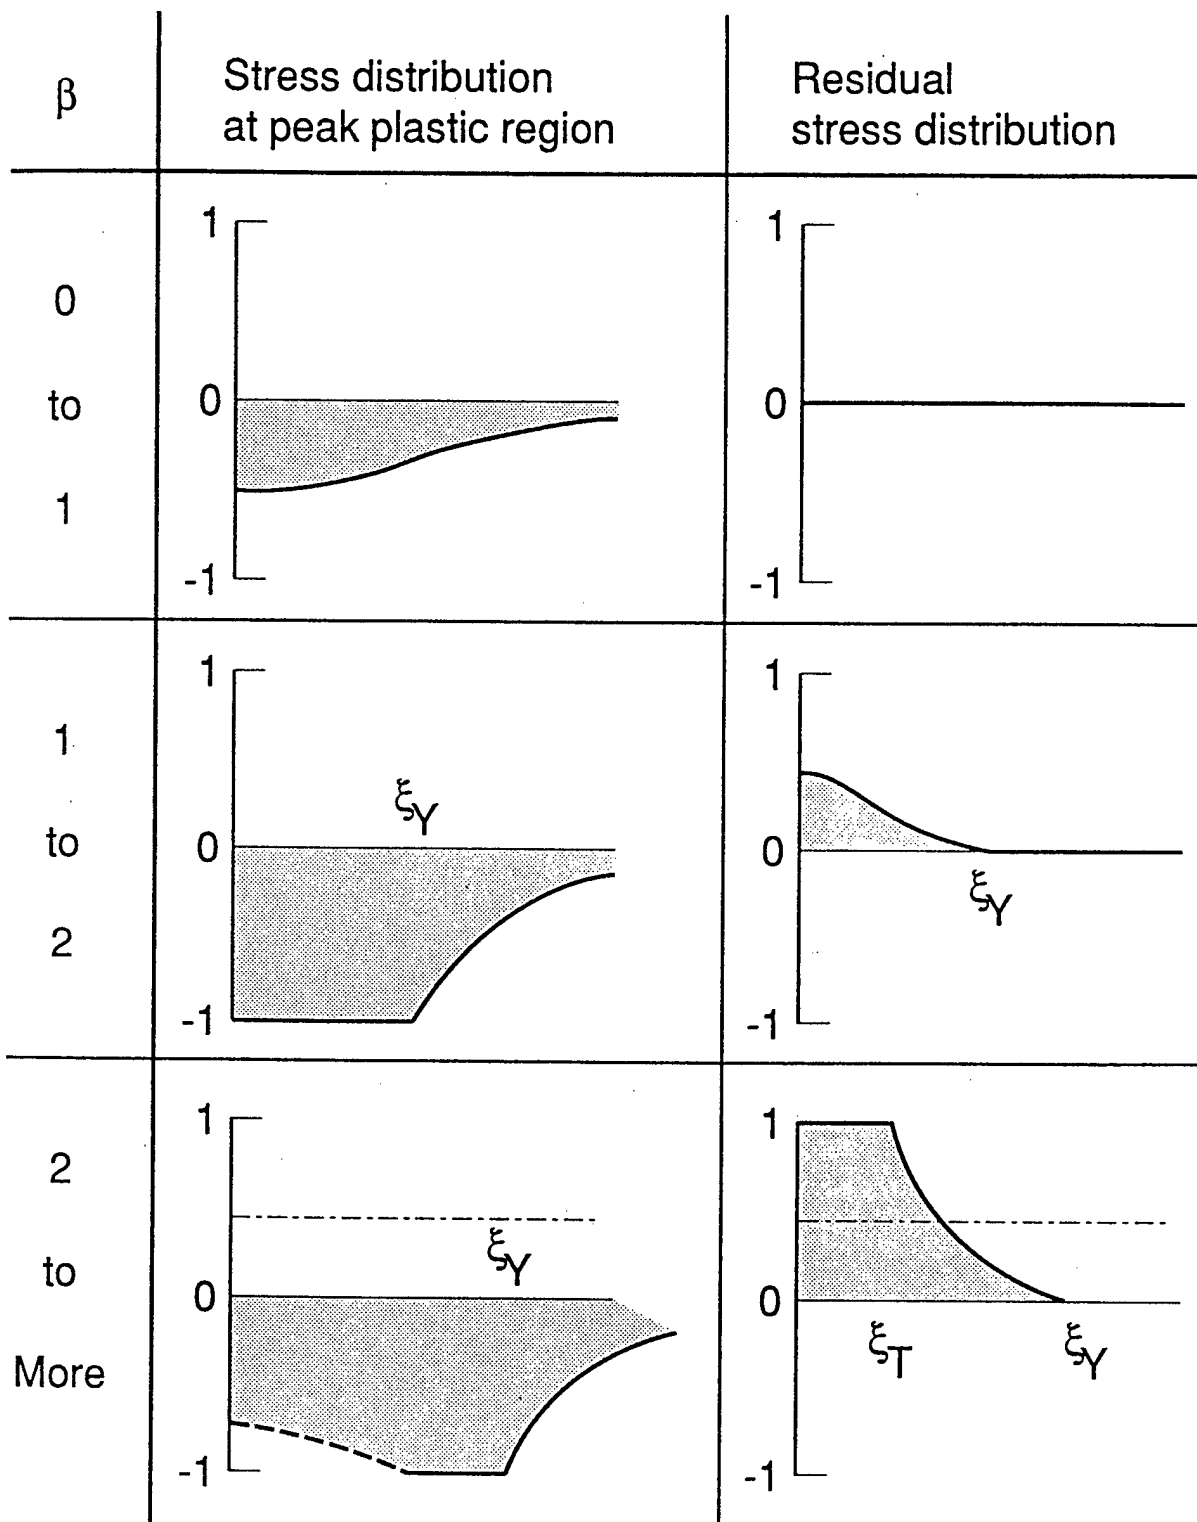 β
Stress distribution
at peak plastic region
Residual
stress distribution
0
to
1
1
0
-1
1
0
-1
1
to
2
1
ξY
0
-1
1
0
ξY
-1
2
to
More
1
ξY
0
-1
1
0
ξT ξY
-1